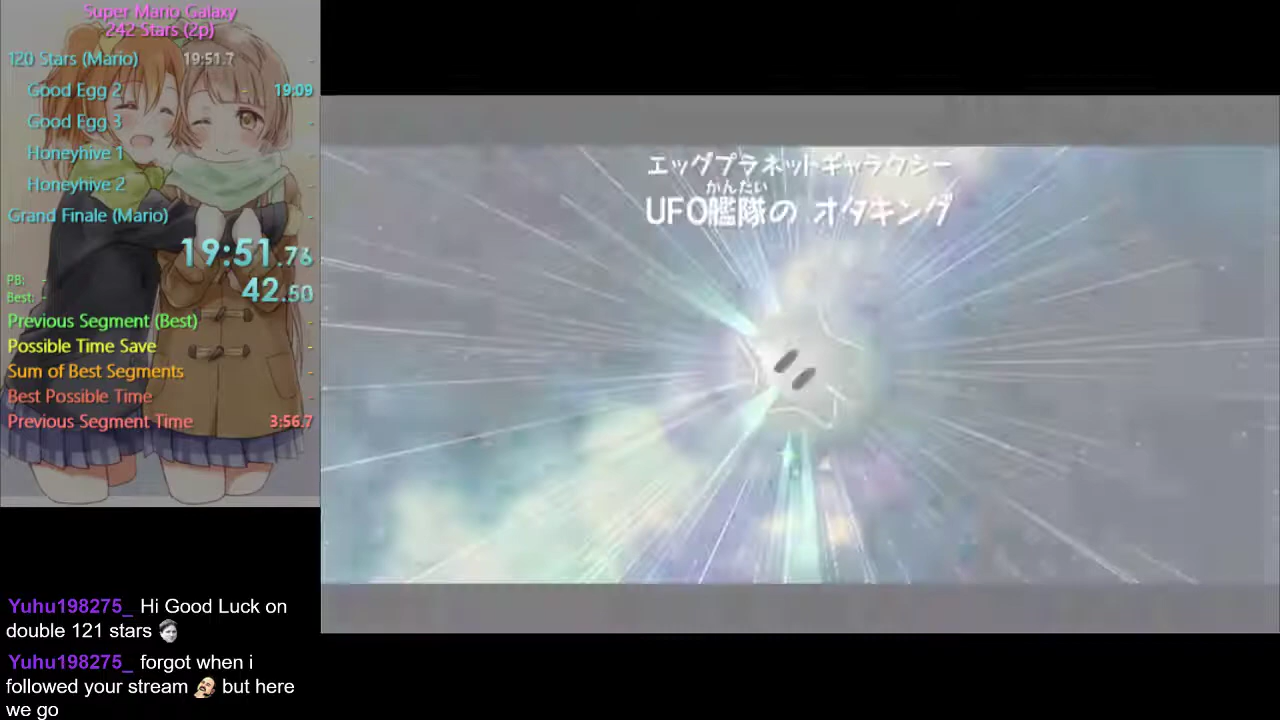 Super Mario Galaxy
242 Stars (2p)
120 Stars (Mario) 19:51.7 -
Good Egg 2 - 19:09
Good Egg 3 -
Honeyhive 1 -
Honeyhive 2 -
Grand Finale (Mario) -
19:51.76
PB: -
42.50
Best: -
Previous Segment (Best) -
Possible Time Save -
Sum of Best Segments -
Best Possible Time -
Previous Segment Time 3:56.7
エッグプラネットギャラクシー
かんたい
UFO艦隊の オタキング
Yuhu198275_ Hi Good Luck on
double 121 stars
Yuhu198275_ forgot when i
followed your stream but here
we go